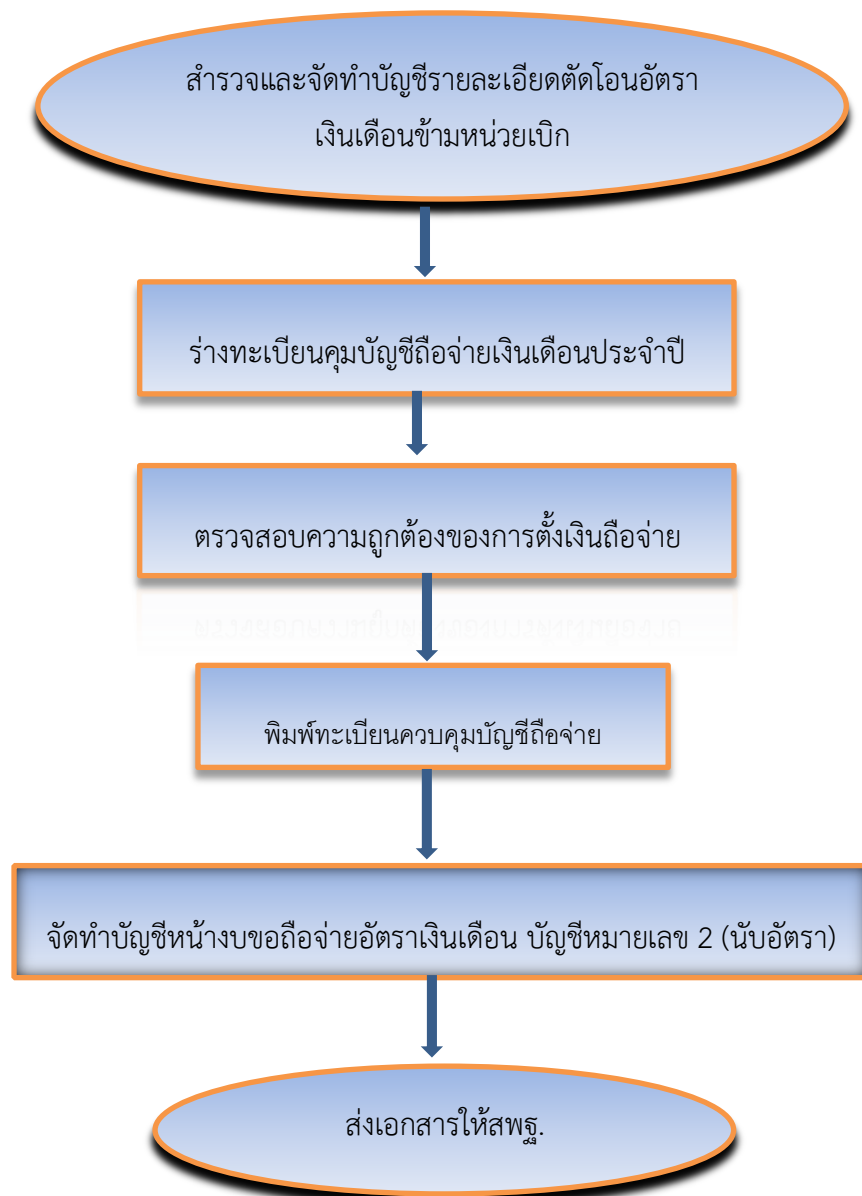 สำรวจและจัดทำบัญชีรายละเอียดตัดโอนอัตรา
เงินเดือนข้ามหน่วยเบิก
ร่างทะเบียนคุมบัญชีถือจ่ายเงินเดือนประจำปี
ตรวจสอบความถูกต้องของการตั้งเงินถือจ่าย
พิมพ์ทะเบียนควบคุมบัญชีถือจ่าย
จัดทำบัญชีหน้างบขอถือจ่ายอัตราเงินเดือน บัญชีหมายเลข 2 (นับอัตรา)
ส่งเอกสารให้สพฐ.